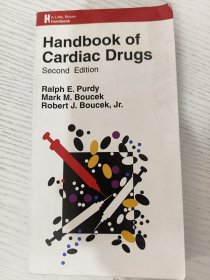 A Little, Brown
Handbook
Handbook of
Cardiac Drugs
Second Edition
Ralph E. Purdy
Mark M. Boucek
Robert J. Boucek, Jr.